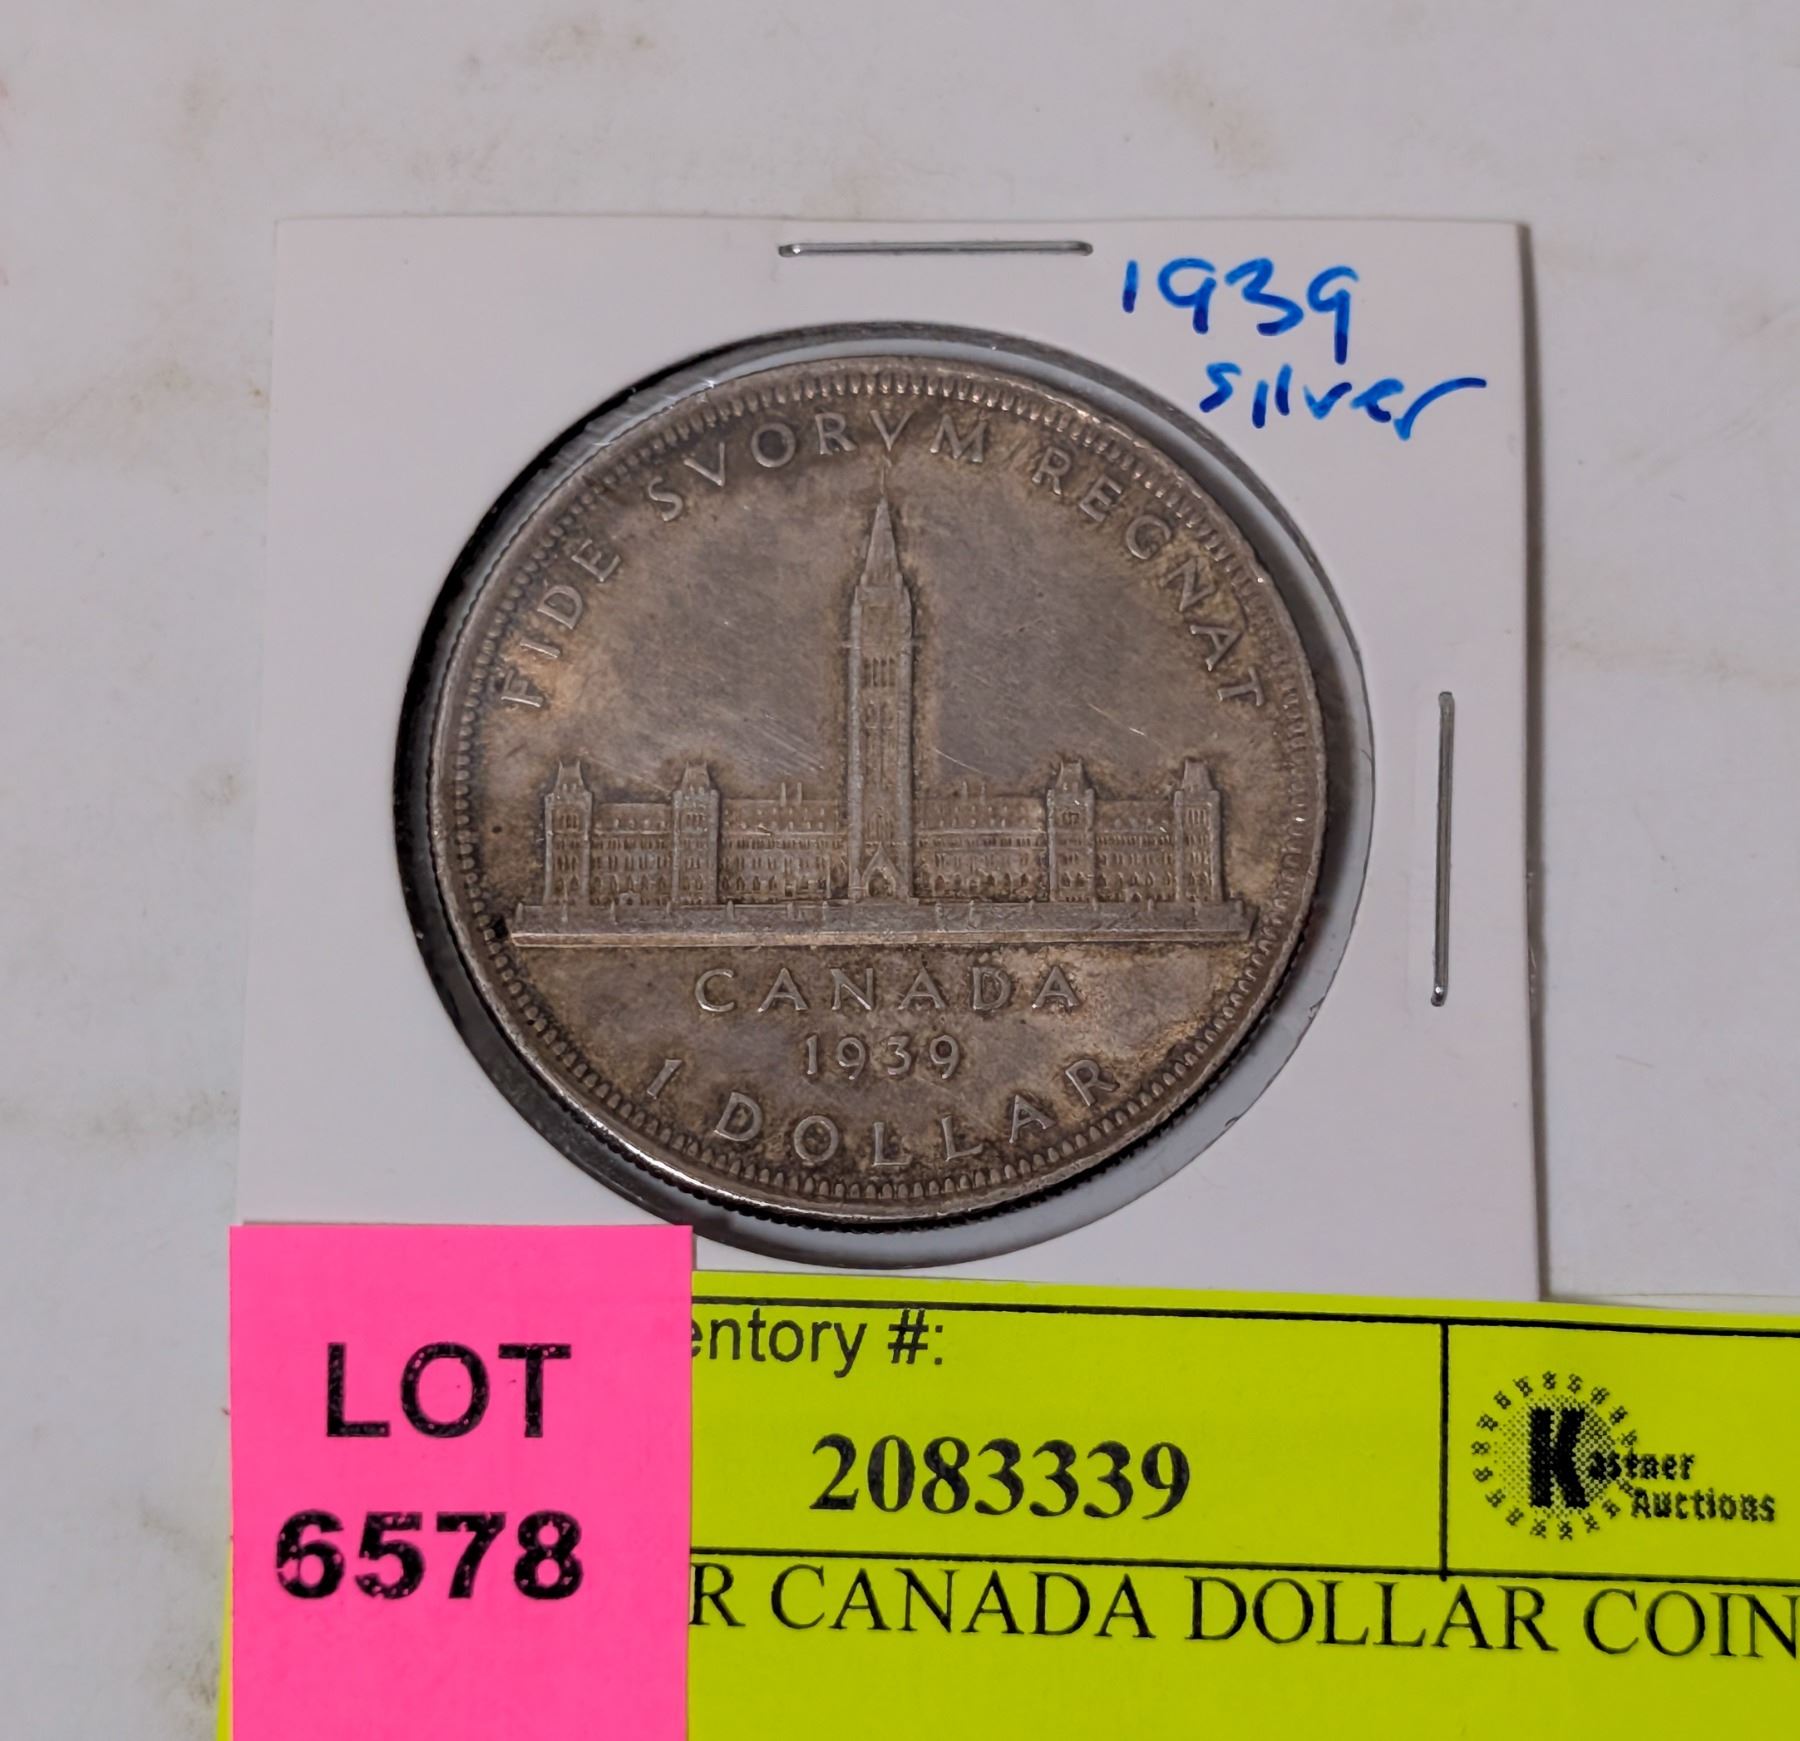 1939
silver
FIDE SVORVM REGNAT
CANADA
1939
1 DOLLAR
LOT
6578
entory #:
2083339
Kastner
Auctions
R CANADA DOLLAR COIN